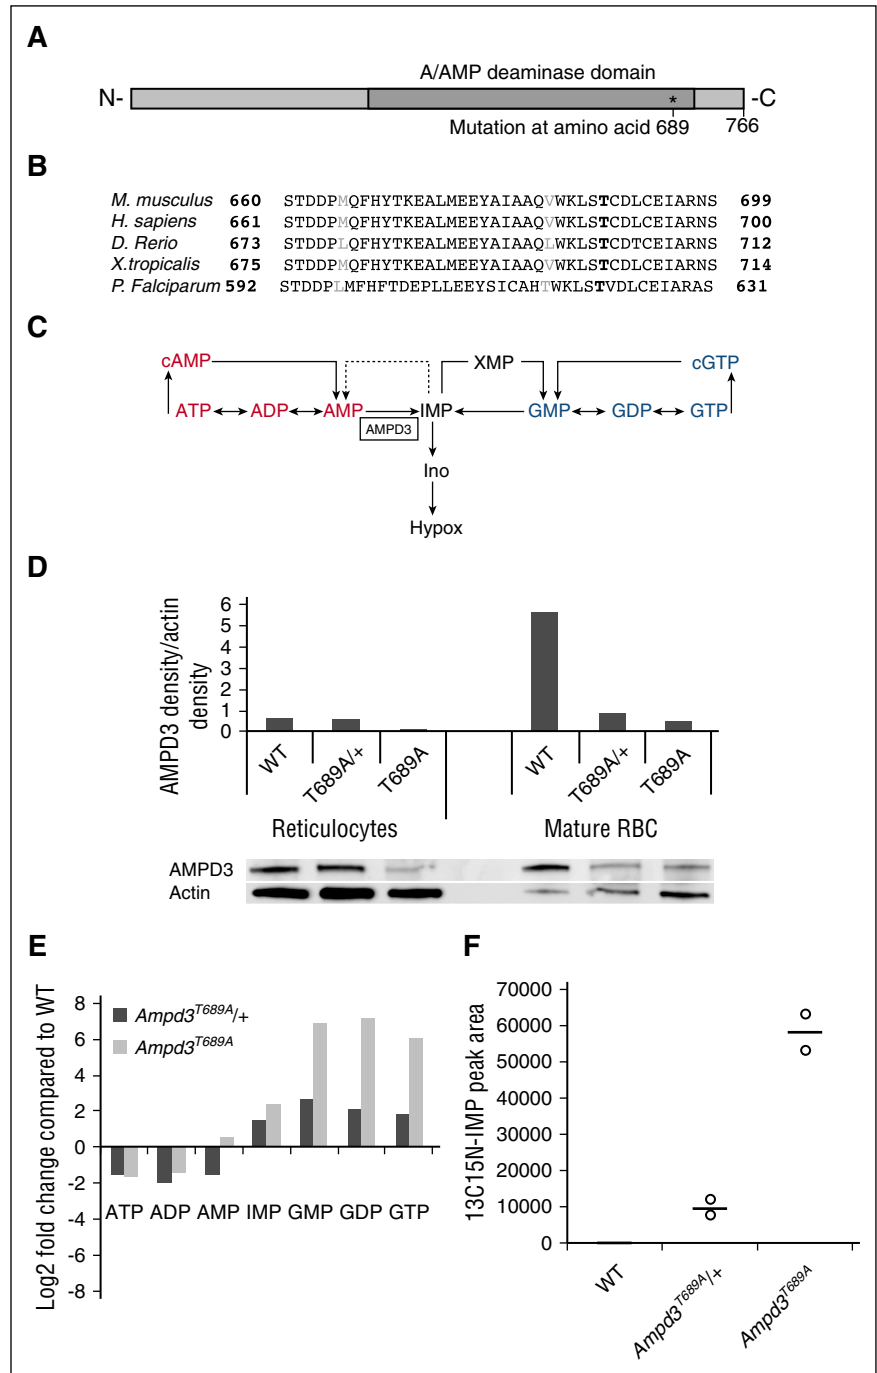 A
A/AMP deaminase domain
N-
*
-C
Mutation at amino acid 689
766
B
M. musculus 660 STDDPMQFHYTKEALMEEYAIAAQVWKLSTCDLCEIARNS 699
H. sapiens 661 STDDPMQFHYTKEALMEEYAIAAQVWKLSTCDLCEIARNS 700
D. Rerio 673 STDDPLQFHYTKEALMEEYAIAAQLWKLSTCDTCEIARNS 712
X.tropicalis 675 STDDPMQFHYTKEALMEEYAIAAQVWKLSTCDLCEIARNS 714
P. Falciparum 592 STDDPLMFHFTDEPLLEEYSICAHTWKLSTVDLCEIARAS 631
C
cAMP XMP cGTP
ATP ADP AMP IMP GMP GDP GTP
AMPD3
Ino
Hypox
D
AMPD3 density/actin
density
6
5
4
3
2
1
0
WT T689A/+ T689A WT T689A/+ T689A
Reticulocytes Mature RBC
AMPD3
Actin
E
Log2 fold change compared to WT
8
6
4
2
0
-2
-4
-6
-8
Ampd3T689A/+
Ampd3T689A
ATP ADP AMP IMP GMP GDP GTP
F
13C15N-IMP peak area
70000
60000
50000
40000
30000
20000
10000
0
WT Ampd3T689A/+ Ampd3T689A